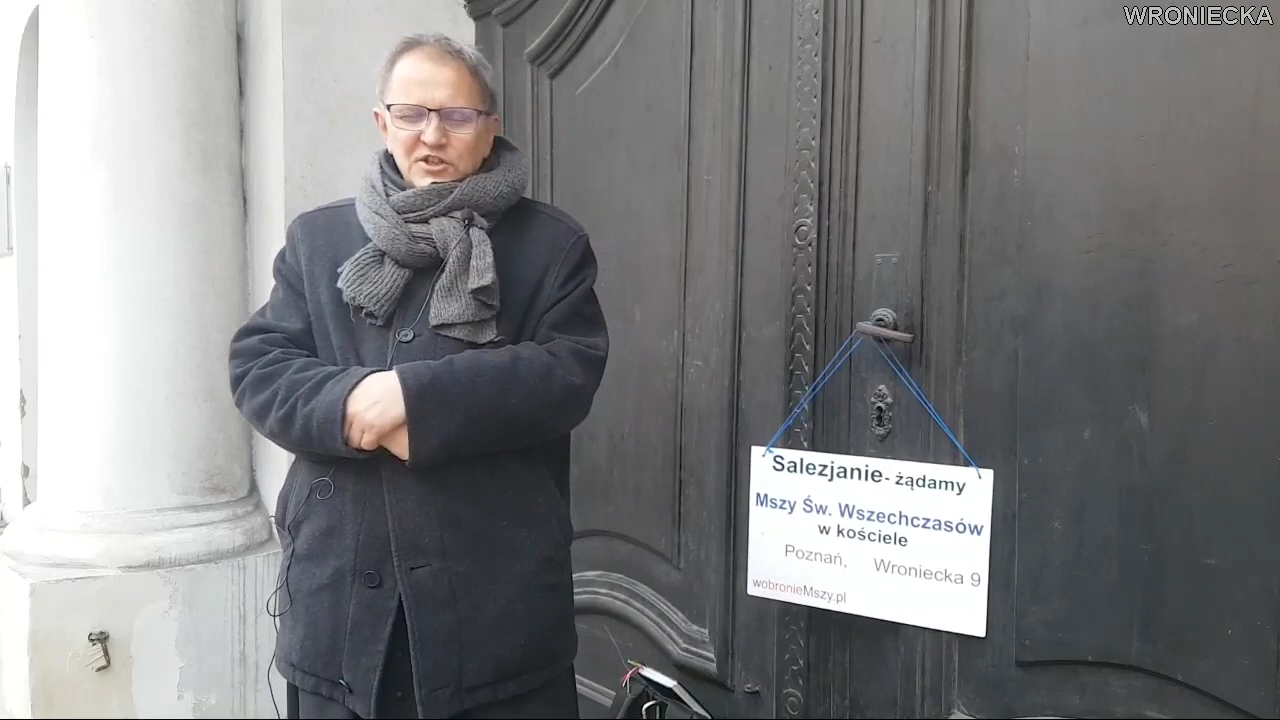 WRONIECKA
Salezjanie- żądamy
Mszy Św. Wszechczasów
w kościele
Poznań, Wroniecka 9
wobronieMszy.pl